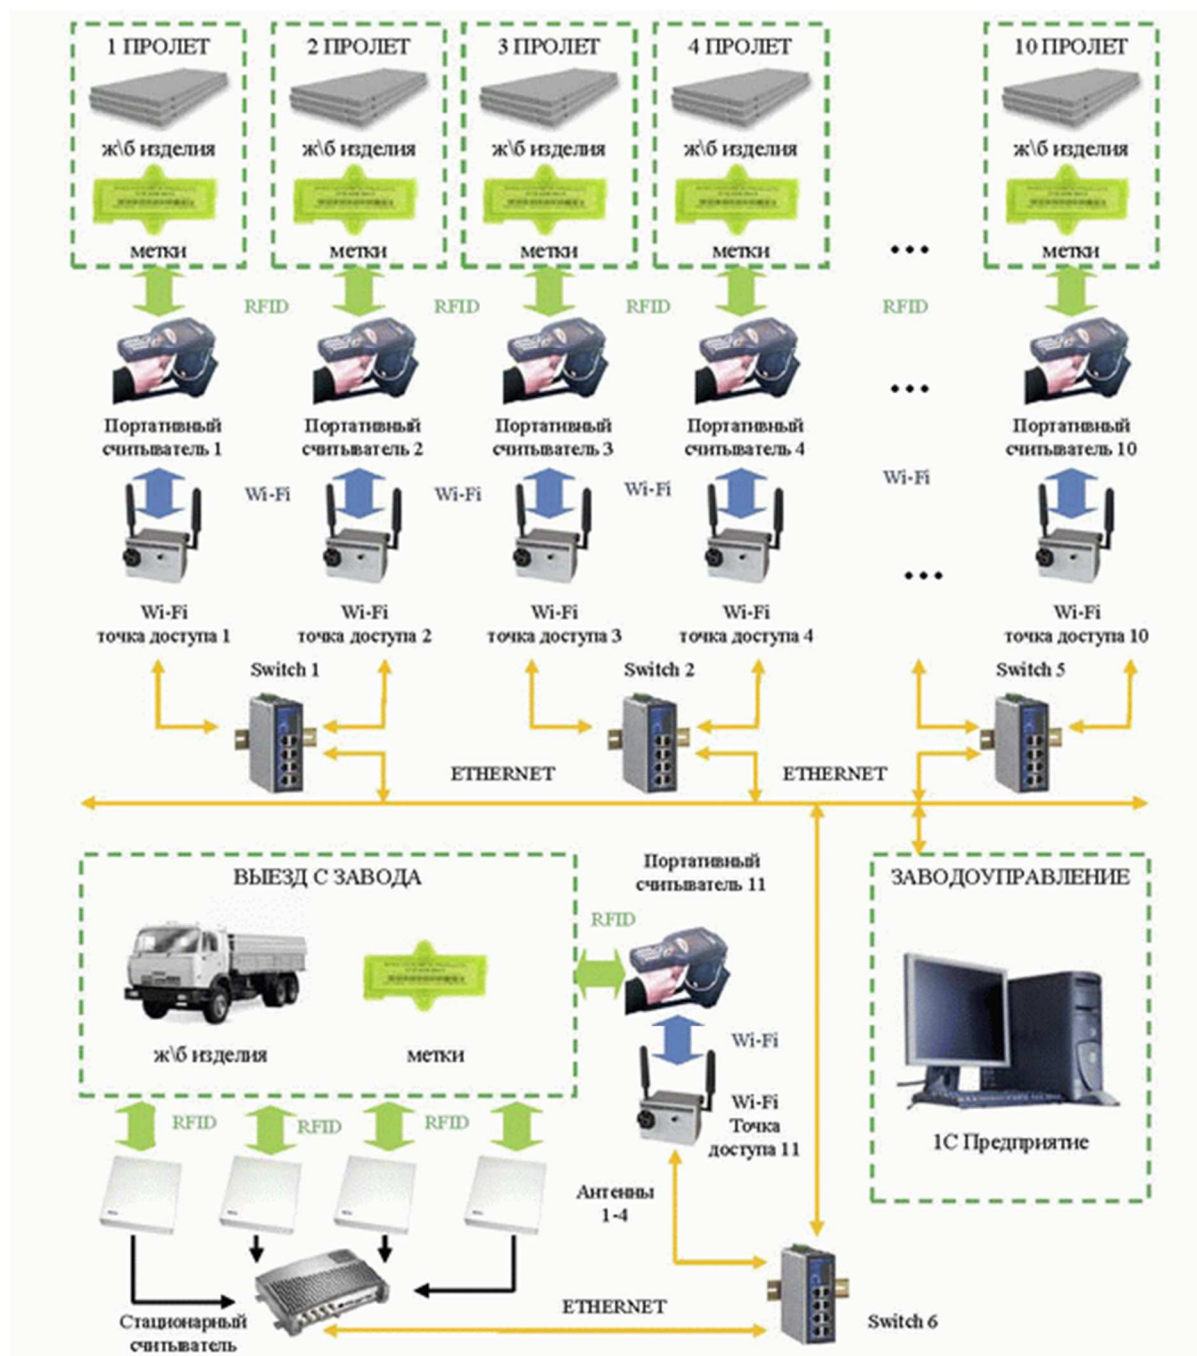 1 ПРОЛЕТ
2 ПРОЛЕТ
3 ПРОЛЕТ
4 ПРОЛЕТ
10 ПРОЛЕТ
ж\б изделия
ж\б изделия
ж\б изделия
ж\б изделия
ж\б изделия
метки
метки
метки
метки
...
метки
RFID
RFID
RFID
RFID
...
Портативный
считыватель 1
Портативный
считыватель 2
Портативный
считыватель 3
Портативный
считыватель 4
Портативный
считыватель 10
Wi-Fi
Wi-Fi
Wi-Fi
Wi-Fi
...
Wi-Fi
точка доступа 1
Wi-Fi
точка доступа 2
Wi-Fi
точка доступа 3
Wi-Fi
точка доступа 4
Wi-Fi
точка доступа 10
Switch 1
Switch 2
Switch 5
ETHERNET
ETHERNET
ВЫЕЗД С ЗАВОДА
Портативный
считыватель 11
ЗАВОДОУПРАВЛЕНИЕ
RFID
ж\б изделия
метки
Wi-Fi
Wi-Fi
Точка
доступа 11
1С Предприятие
RFID
RFID
RFID
Антенны
1-4
ETHERNET
Стационарный
считыватель
Switch 6